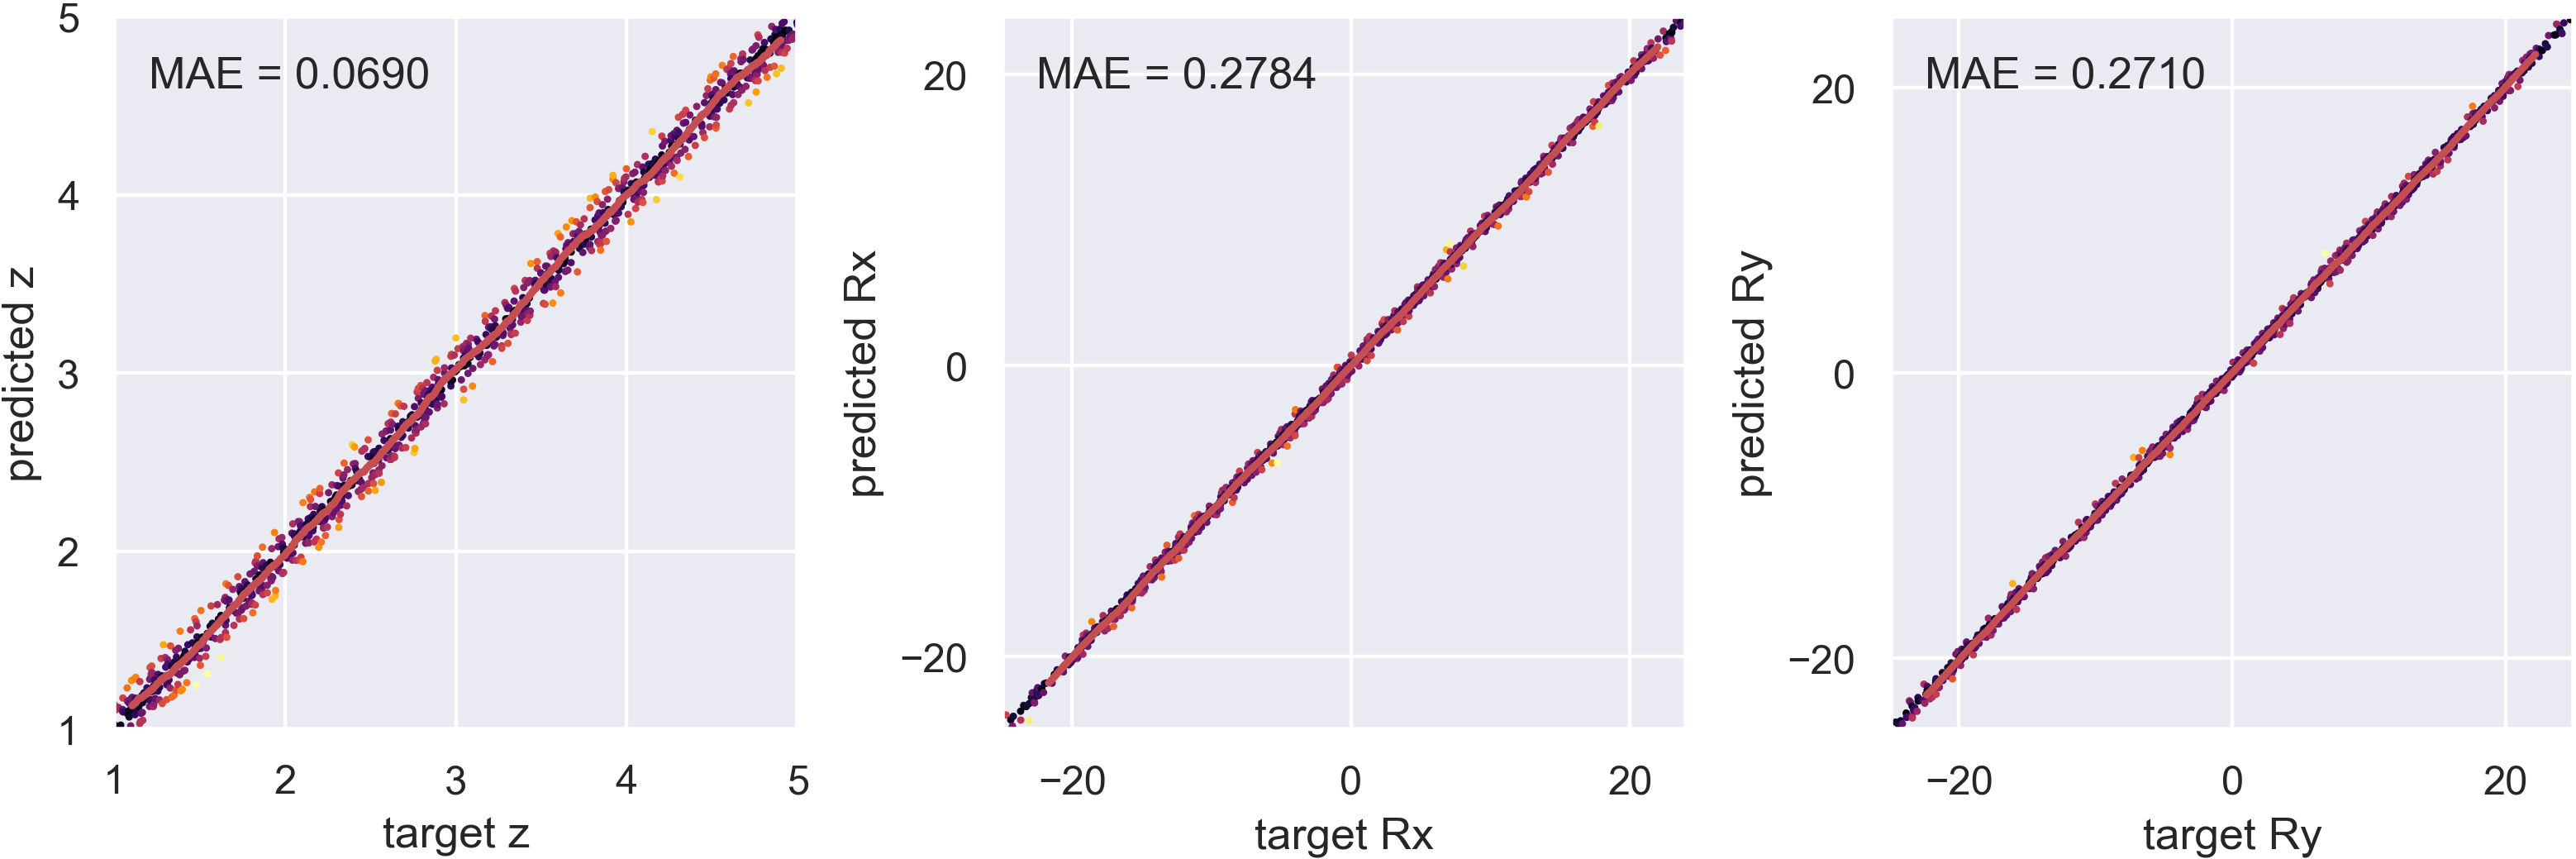 MAE = 0.0690
5
4
3
2
1
predicted z
1 2 3 4 5
target z
MAE = 0.2784
20
0
−20
predicted Rx
−20 0 20
target Rx
MAE = 0.2710
20
0
−20
predicted Ry
−20 0 20
target Ry